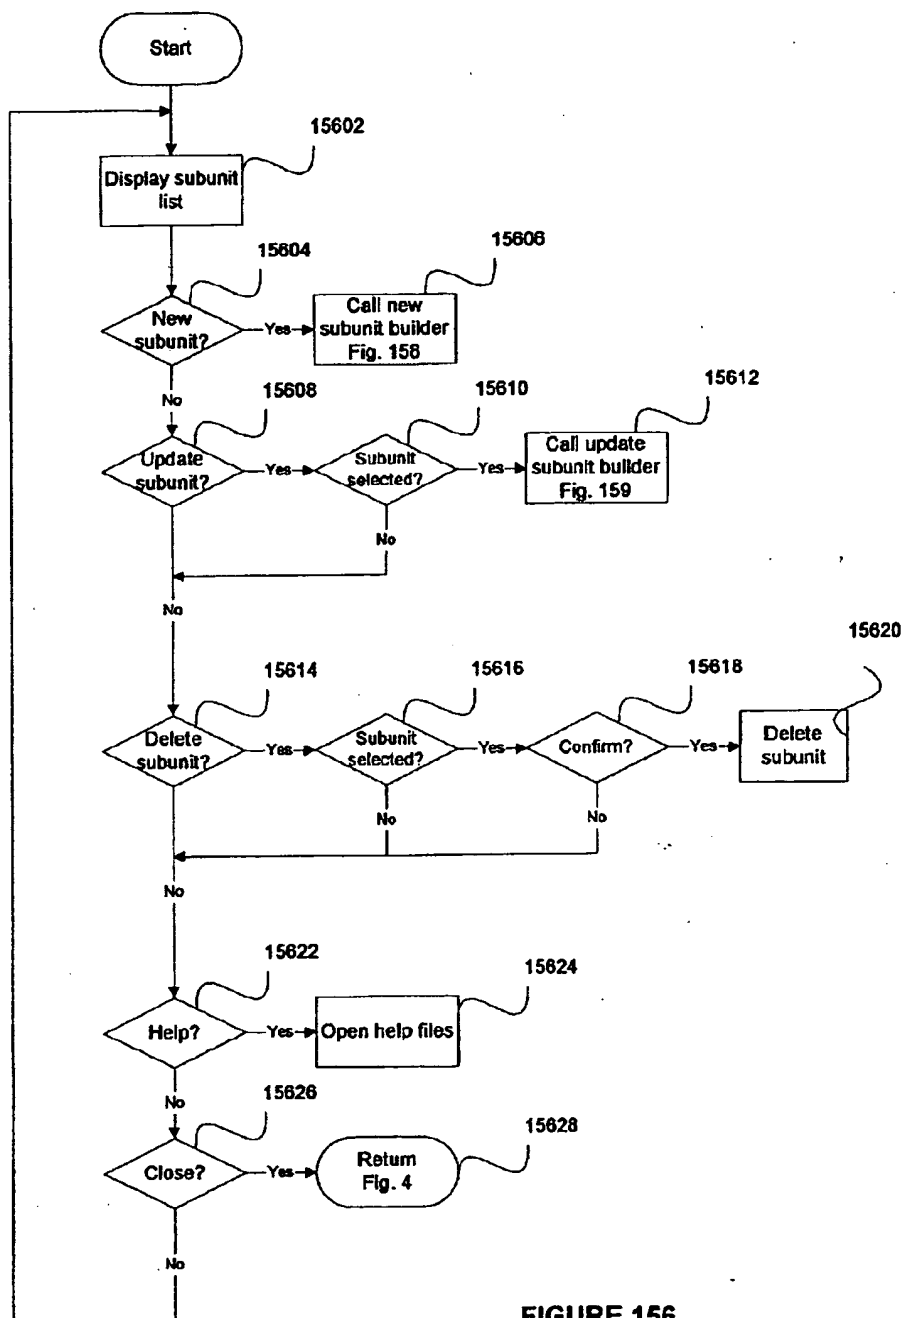 Start
15602
Display subunit
list
15604
15606
New
subunit?
Yes
Call new
subunit builder
Fig. 158
No
15608
15610
15612
Update
subunit?
Yes
Subunit
selected?
Yes
Call update
subunit builder
Fig. 159
No
No
15614
15616
15618
15620
Delete
subunit?
Yes
Subunit
selected?
Yes
Confirm?
Yes
Delete
subunit
No
No
No
15622
15624
Help?
Yes
Open help files
No
15626
15628
Close?
Yes
Return
Fig. 4
No
FIGURE 156